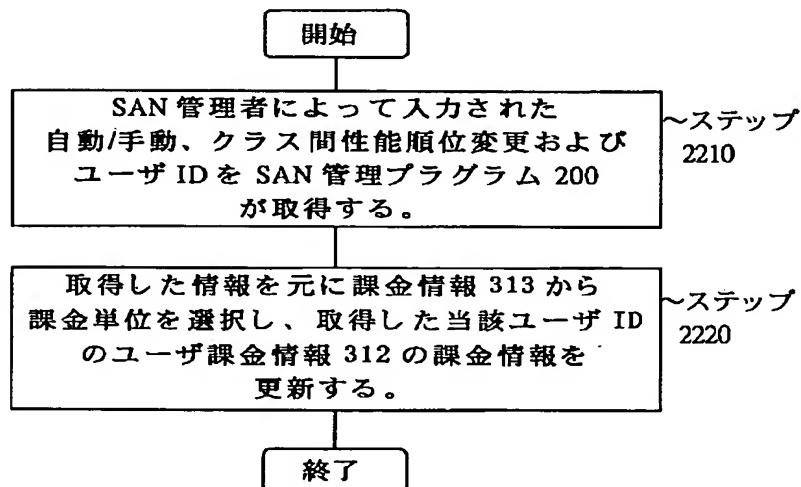 開始
SAN 管理者によって入力された
自動/手動、クラス間性能順位変更および
ユーザ ID を SAN 管理プラグラム 200
が取得する。
~ステップ
2210
取得した情報を元に課金情報 313 から
課金単位を選択し、取得した当該ユーザ ID
のユーザ課金情報 312 の課金情報を
更新する。
~ステップ
2220
終了